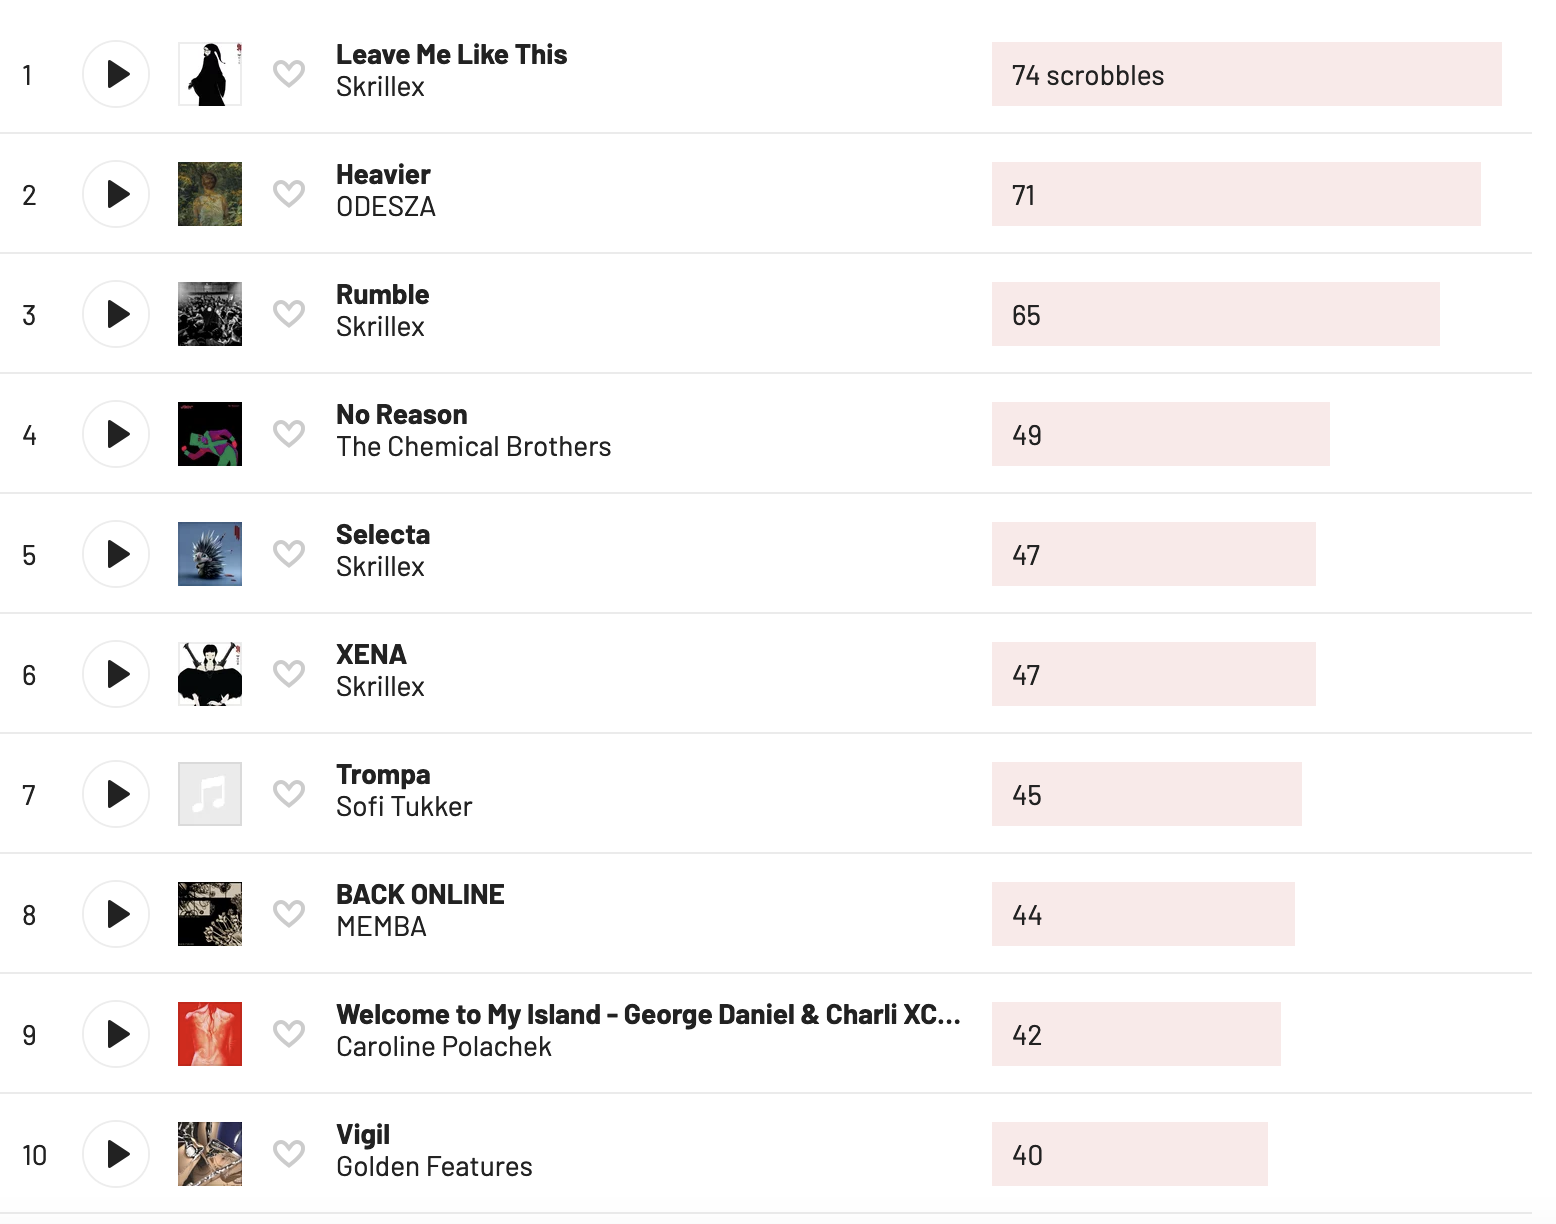 1
Leave Me Like This
Skrillex
74 scrobbles
2
Heavier
ODESZA
71
3
Rumble
Skrillex
65
4
No Reason
The Chemical Brothers
49
5
Selecta
Skrillex
47
6
XENA
Skrillex
47
7
Trompa
Sofi Tukker
45
8
BACK ONLINE
MEMBA
44
9
Welcome to My Island - George Daniel & Charli XC...
Caroline Polachek
42
10
Vigil
Golden Features
40